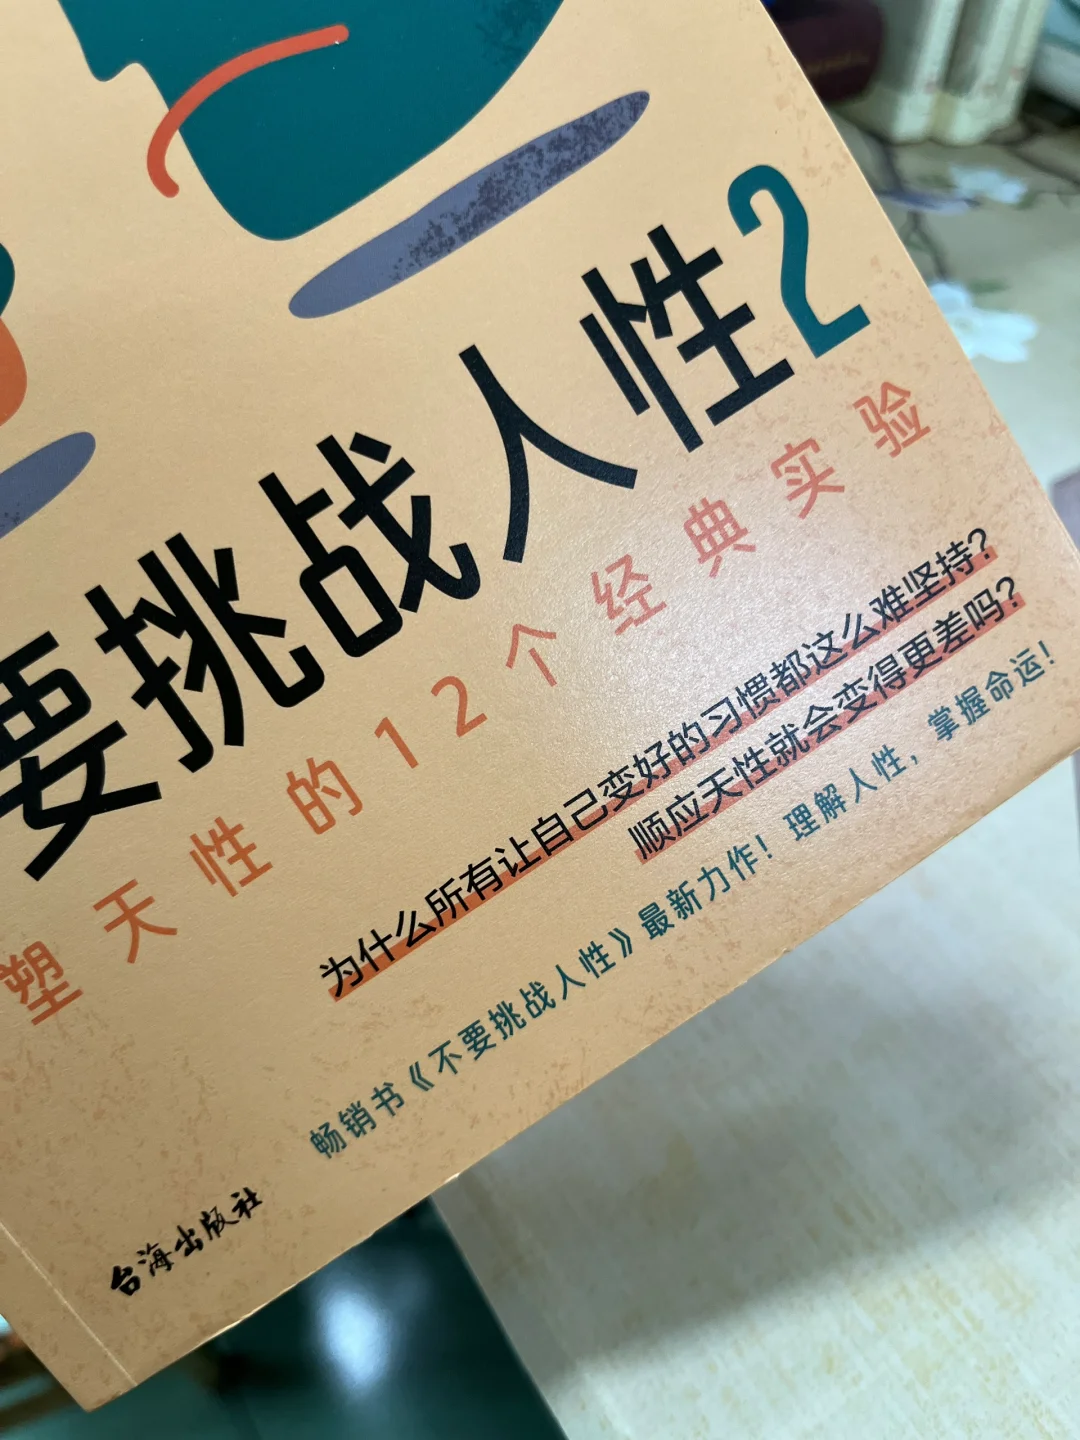 要挑战人性2
塑天性的12个经典实验
为什么所有让自己变好的习惯都这么难坚持？
顺应天性就会变得更差吗？
畅销书《不要挑战人性》最新力作！理解人性，掌握命运！
台海出版社